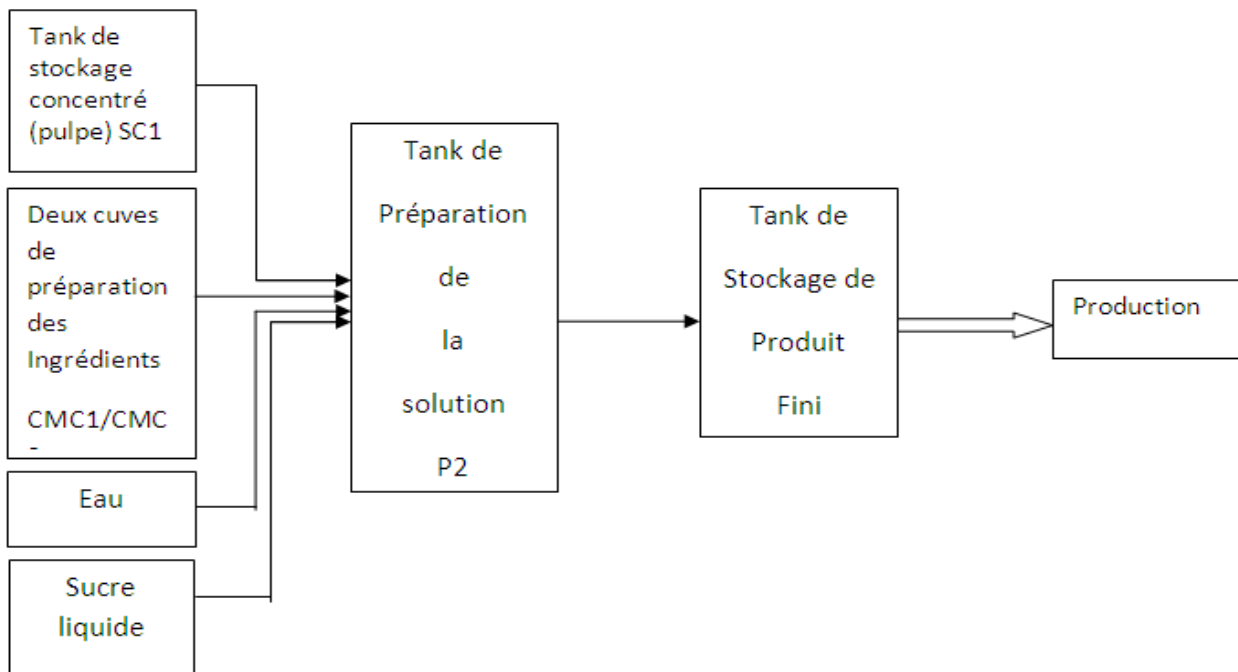 Tank de
stockage
concentré
(pulpe) SC1
Deux cuves
de
préparation
des
Ingrédients
CMC1/CMC
Eau
Sucre
liquide
Tank de
Préparation
de
la
solution
P2
Tank de
Stockage de
Produit
Fini
Production